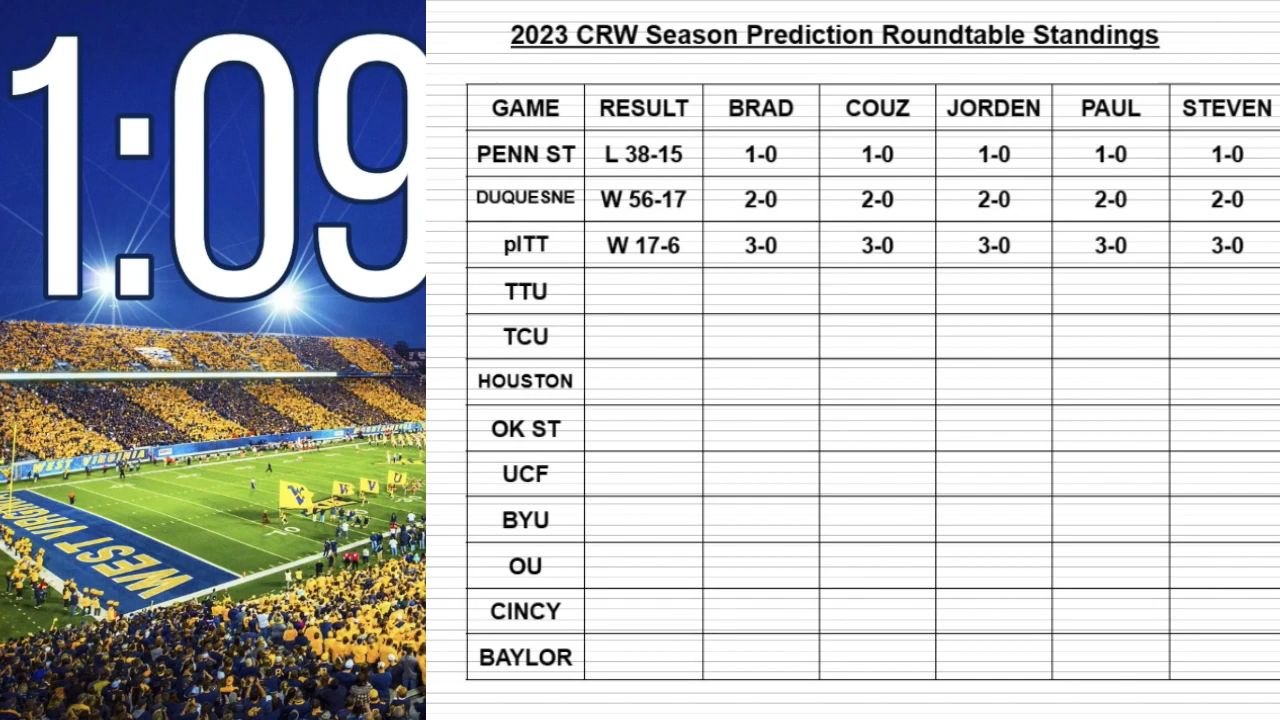 1:09
WEST VIRGINIA
WEST VIRGINIA
WV
W
V
U
2023 CRW Season Prediction Roundtable Standings
GAME RESULT BRAD COUZ JORDEN PAUL STEVEN
PENN ST L 38-15 1-0 1-0 1-0 1-0 1-0
DUQUESNE W 56-17 2-0 2-0 2-0 2-0 2-0
pITT W 17-6 3-0 3-0 3-0 3-0 3-0
TTU
TCU
HOUSTON
OK ST
UCF
BYU
OU
CINCY
BAYLOR